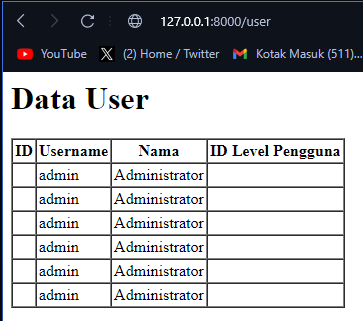 127.0.0.1:8000/user
YouTube (2) Home / Twitter Kotak Masuk (511)...
Data User
ID Username Nama ID Level Pengguna
admin Administrator
admin Administrator
admin Administrator
admin Administrator
admin Administrator
admin Administrator